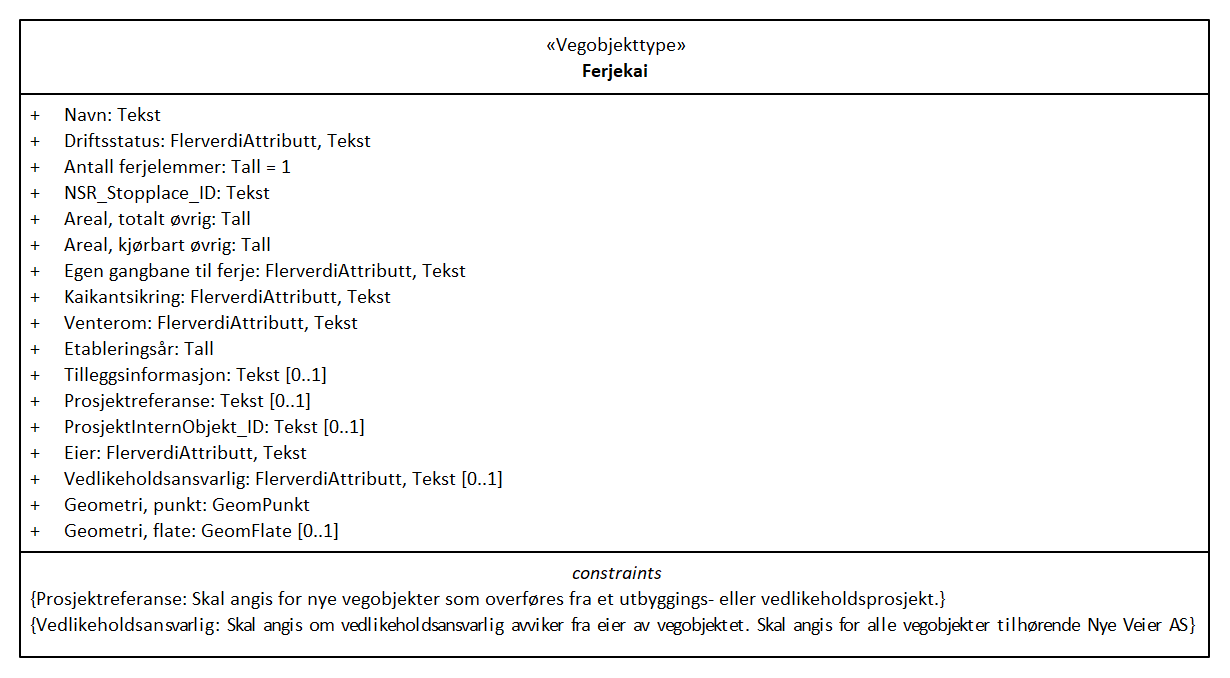 «Vegobjekttype»
Ferjekai
+ Navn: Tekst
+ Driftsstatus: FlerverdiAttributt, Tekst
+ Antall ferjelemmer: Tall = 1
+ NSR_Stopplace_ID: Tekst
+ Areal, totalt øvrig: Tall
+ Areal, kjørbart øvrig: Tall
+ Egen gangbane til ferje: FlerverdiAttributt, Tekst
+ Kaikantsikring: FlerverdiAttributt, Tekst
+ Venterom: FlerverdiAttributt, Tekst
+ Etableringsår: Tall
+ Tilleggsinformasjon: Tekst [0..1]
+ Prosjektreferanse: Tekst [0..1]
+ ProsjektInternObjekt_ID: Tekst [0..1]
+ Eier: FlerverdiAttributt, Tekst
+ Vedlikeholdsansvarlig: FlerverdiAttributt, Tekst [0..1]
+ Geometri, punkt: GeomPunkt
+ Geometri, flate: GeomFlate [0..1]
constraints
{Prosjektreferanse: Skal angis for nye vegobjekter som overføres fra et utbyggings- eller vedlikeholdsprosjekt.}
{Vedlikeholdsansvarlig: Skal angis om vedlikeholdsansvarlig avviker fra eier av vegobjektet. Skal angis for alle vegobjekter tilhørende Nye Veier AS}